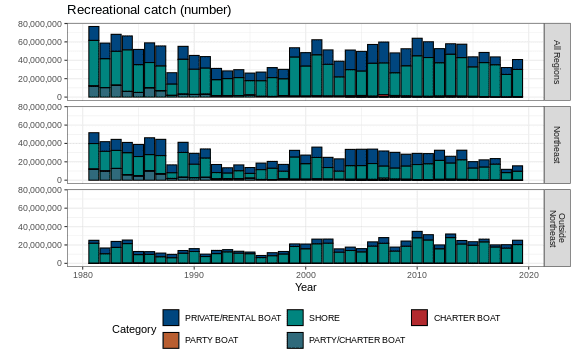 Recreational catch (number)
80,000,000
60,000,000
40,000,000
20,000,000
0
All Regions
80,000,000
60,000,000
40,000,000
20,000,000
0
Northeast
80,000,000
60,000,000
40,000,000
20,000,000
0
Outside
Northeast
1980 1990 2000 2010 2020
Year
Category
PRIVATE/RENTAL BOAT SHORE CHARTER BOAT
PARTY BOAT PARTY/CHARTER BOAT